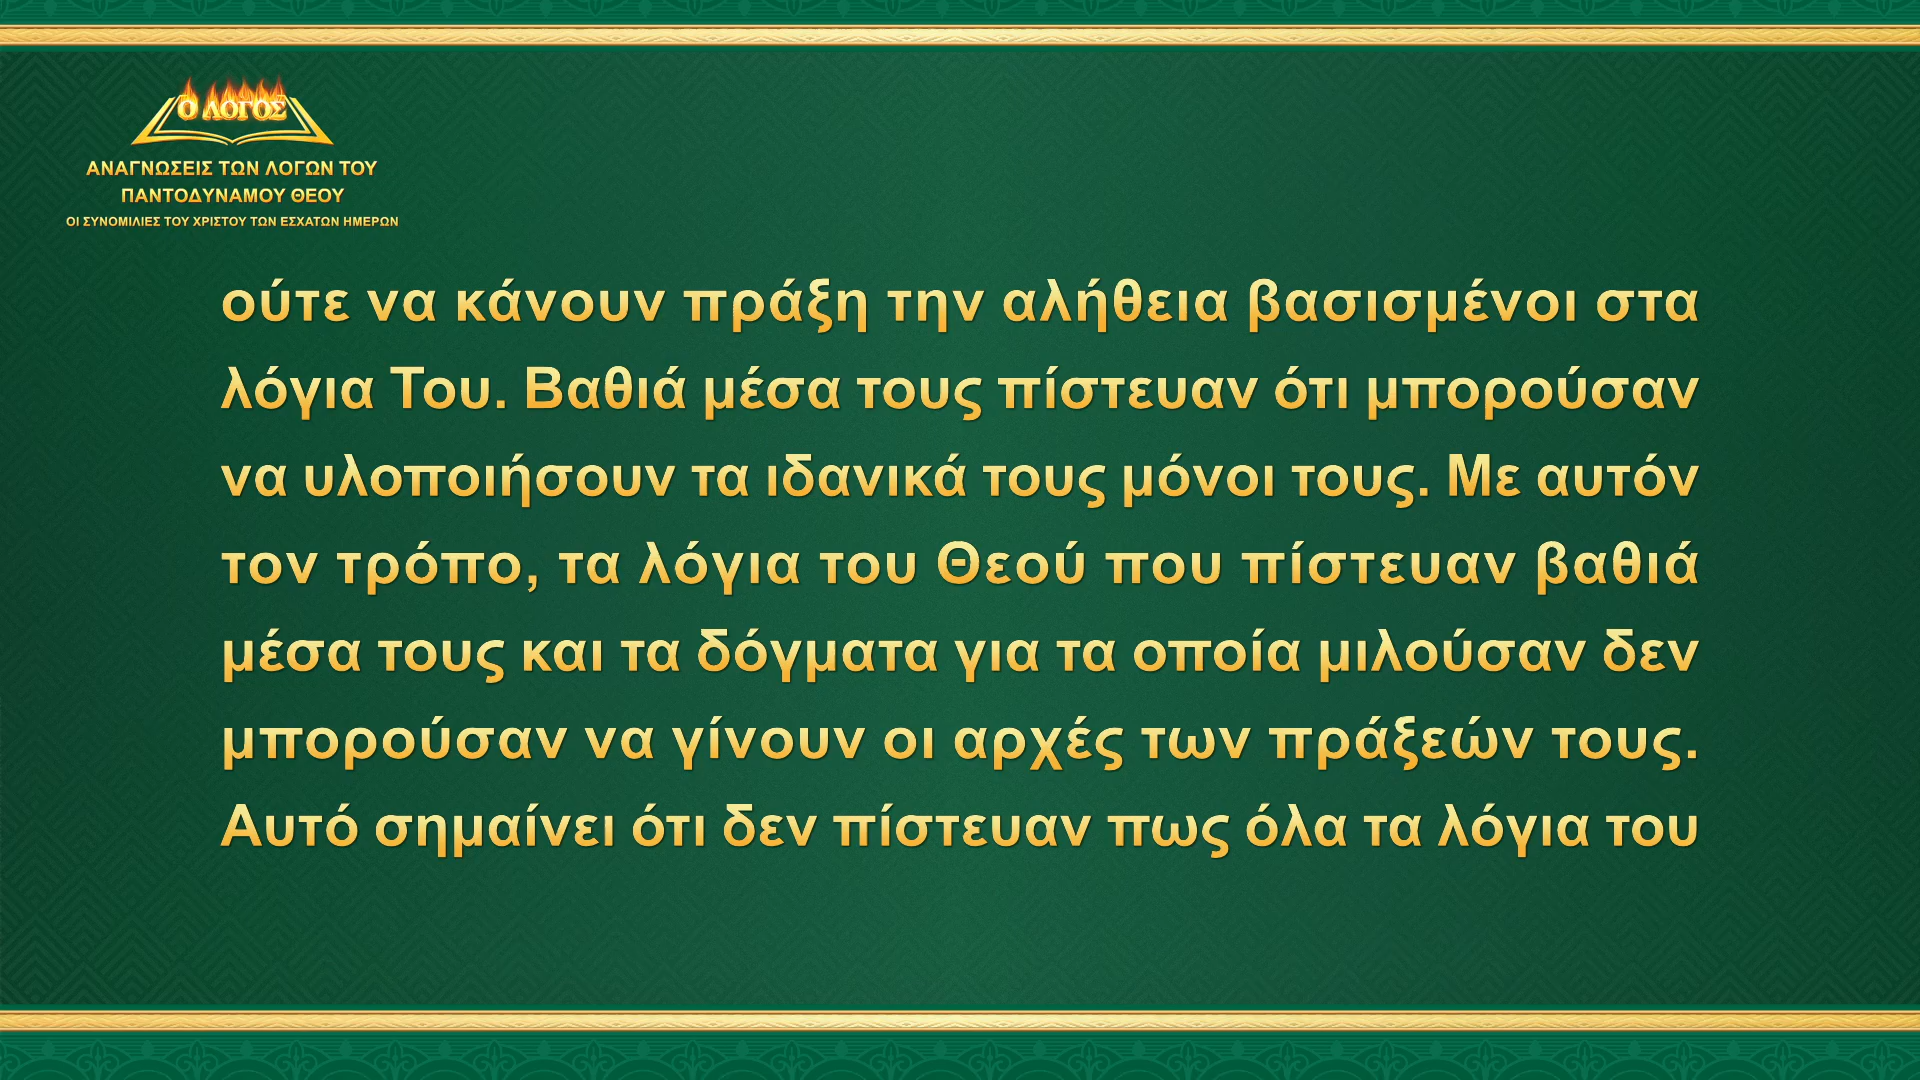 Ο ΛΟΓΟΣ
ΑΝΑΓΝΩΣΕΙΣ ΤΩΝ ΛΟΓΩΝ ΤΟΥ
ΠΑΝΤΟΔΥΝΑΜΟΥ ΘΕΟΥ
ΟΙ ΣΥΝΟΜΙΛΙΕΣ ΤΟΥ ΧΡΙΣΤΟΥ ΤΩΝ ΕΣΧΑΤΩΝ ΗΜΕΡΩΝ
ούτε να κάνουν πράξη την αλήθεια βασισμένοι στα
λόγια Του. Βαθιά μέσα τους πίστευαν ότι μπορούσαν
να υλοποιήσουν τα ιδανικά τους μόνοι τους. Με αυτόν
τον τρόπο, τα λόγια του Θεού που πίστευαν βαθιά
μέσα τους και τα δόγματα για τα οποία μιλούσαν δεν
μπορούσαν να γίνουν οι αρχές των πράξεών τους.
Αυτό σημαίνει ότι δεν πίστευαν πως όλα τα λόγια του